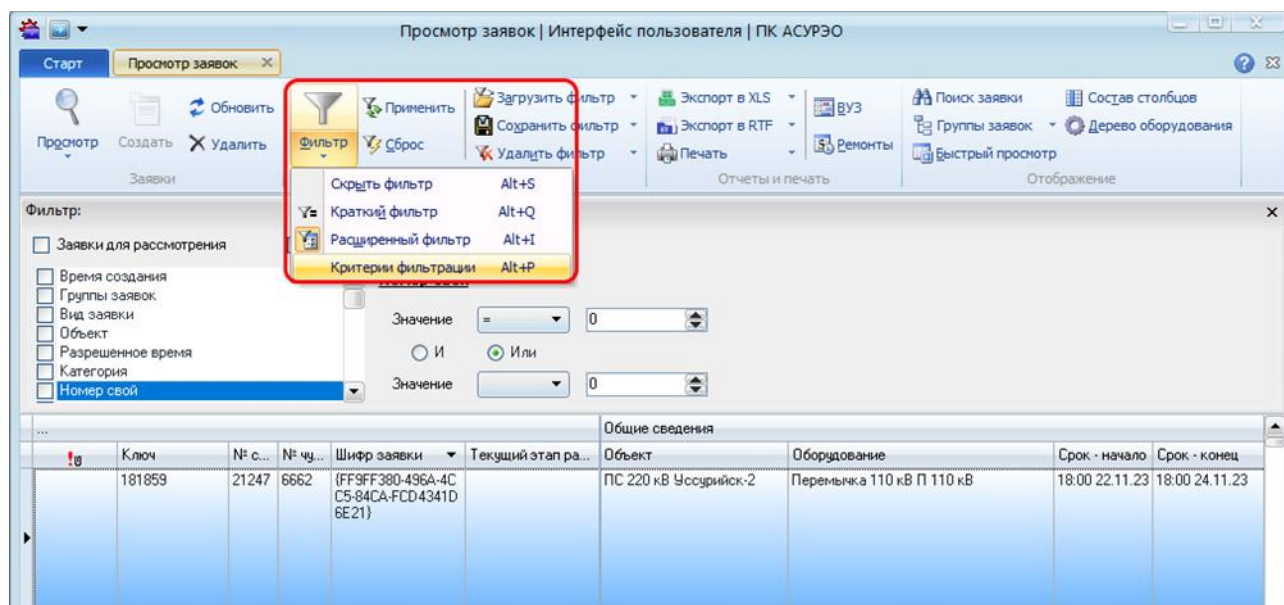 Просмотр заявок | Интерфейс пользователя | ПК АСУРЭО
Старт
Просмотр заявок
Просмотр
Создать
Обновить
Удалить
Заявки
Фильтр
Применить
Сброс
Загрузить фильтр
Сохранить фильтр
Удалить фильтр
Экспорт в XLS
Экспорт в RTF
Печать
ВУЗ
Ремонты
Отчеты и печать
Поиск заявки
Группы заявок
Быстрый просмотр
Состав столбцов
Дерево оборудования
Отображение
Скрыть фильтр Alt+S
Краткий фильтр Alt+Q
Расширенный фильтр Alt+I
Критерии фильтрации Alt+P
Фильтр:
Заявки для рассмотрения
Время создания
Группы заявок
Вид заявки
Объект
Разрешенное время
Категория
Номер свой
Значение = 0
И Или
Значение 0
... Общие сведения
Ключ № с... № чу... Шифр заявки Текущий этап ра... Объект Оборудование Срок - начало Срок - конец
181859 21247 6662 {FF9FF380-496A-4C ПС 220 кВ Уссурийск-2 Перемычка 110 кВ П 110 кВ 18:00 22.11.23 18:00 24.11.23
C5-84CA-FCD4341D
6E21}